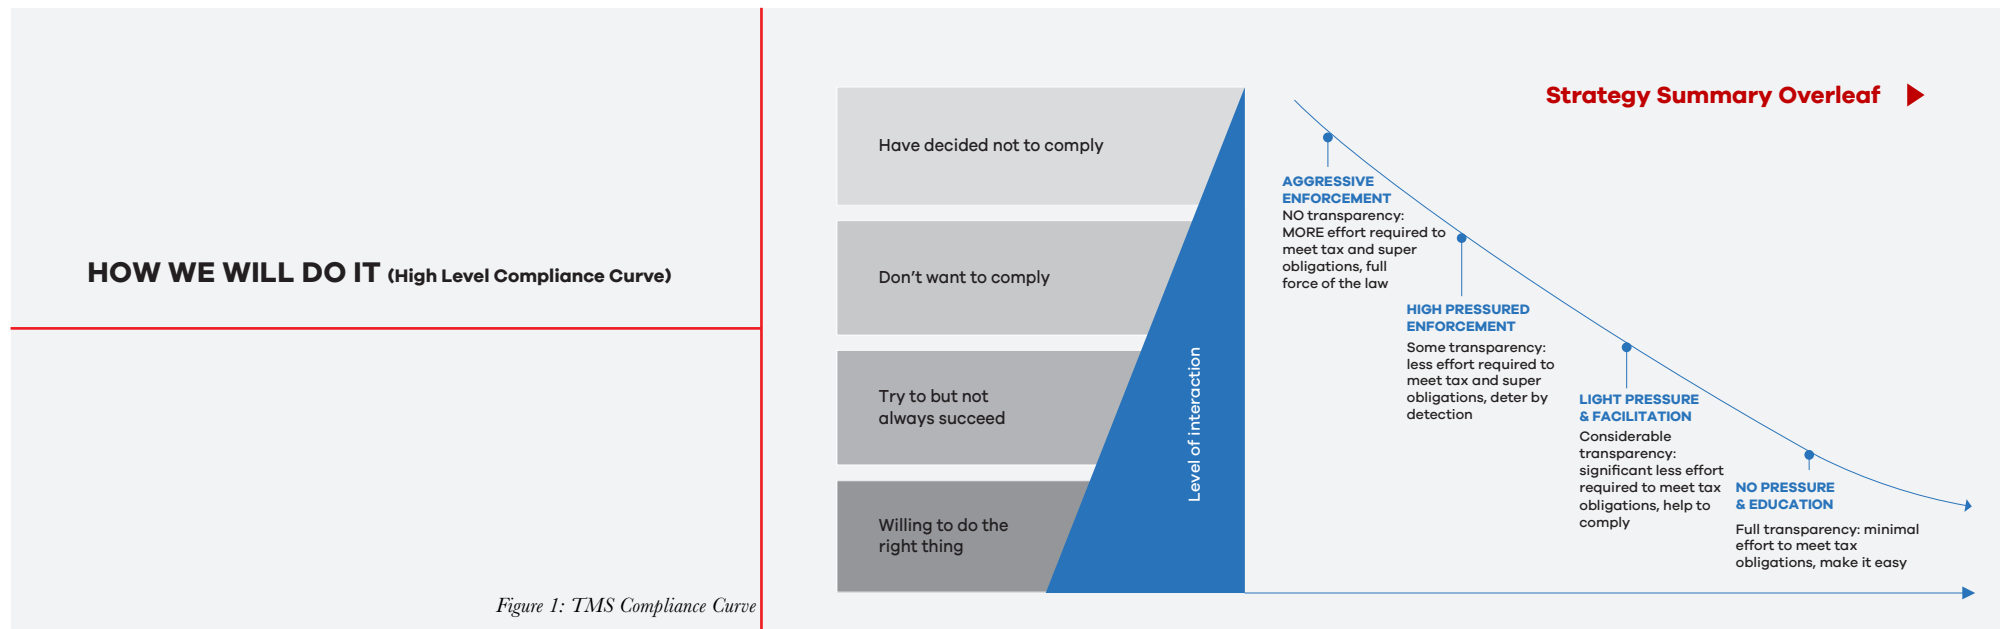 HOW WE WILL DO IT (High Level Compliance Curve)
Figure 1: TMS Compliance Curve
Have decided not to comply
Don’t want to comply
Try to but not
always succeed
Willing to do the
right thing
Level of interaction
Strategy Summary Overleaf
AGGRESSIVE
ENFORCEMENT
NO transparency:
MORE effort required to
meet tax and super
obligations, full
force of the law
HIGH PRESSURED
ENFORCEMENT
Some transparency:
less effort required to
meet tax and super
obligations, deter by
detection
LIGHT PRESSURE
& FACILITATION
Considerable
transparency:
significant less effort
required to meet tax
obligations, help to
comply
NO PRESSURE
& EDUCATION
Full transparency: minimal
effort to meet tax
obligations, make it easy